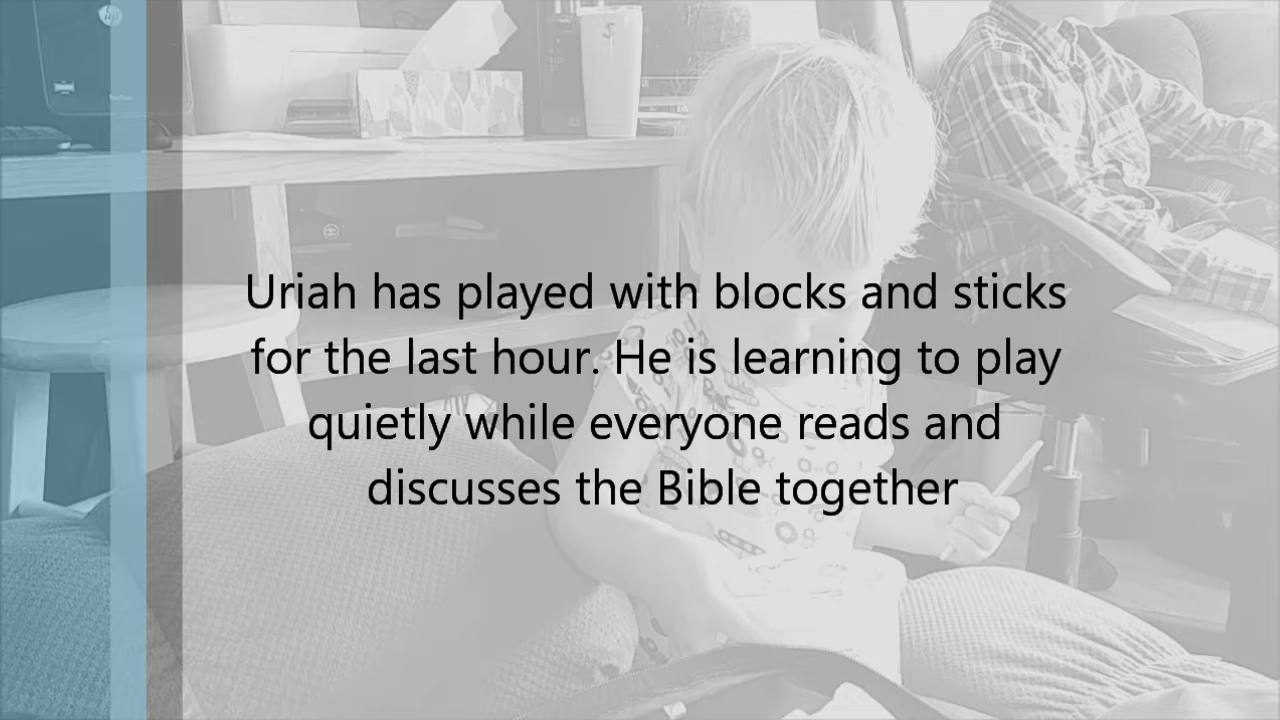 Uriah has played with blocks and sticks
for the last hour. He is learning to play
quietly while everyone reads and
discusses the Bible together